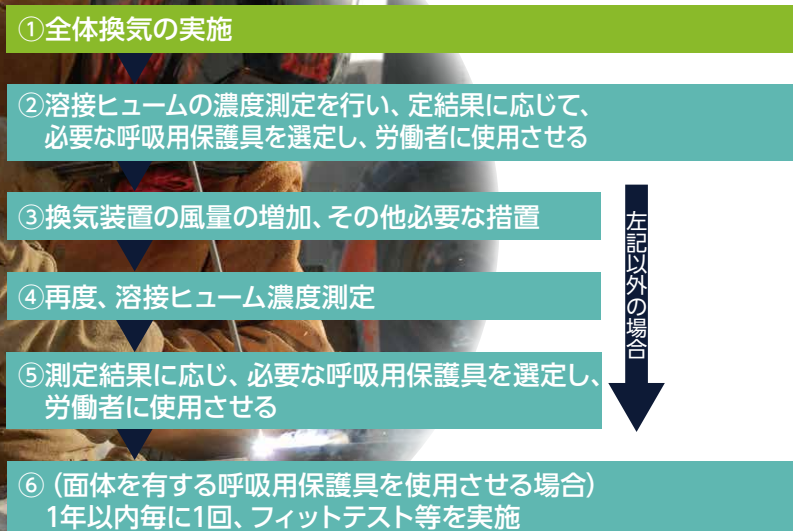 ①全体換気の実施
②溶接ヒュームの濃度測定を行い、定結果に応じて、
必要な呼吸用保護具を選定し、労働者に使用させる
③換気装置の風量の増加、その他必要な措置
④再度、溶接ヒューム濃度測定
⑤測定結果に応じ、必要な呼吸用保護具を選定し、
労働者に使用させる
左記以外の場合
⑥（面体を有する呼吸用保護具を使用させる場合）
1年以内毎に1回、フィットテスト等を実施